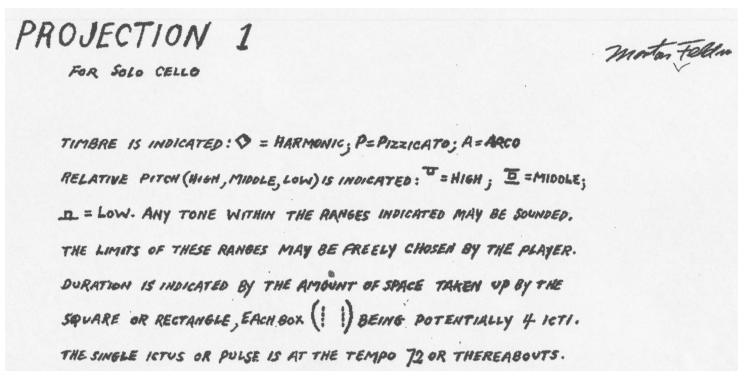 PROJECTION 1
Morton Feldm
FOR SOLO CELLO
TIMBRE IS INDICATED: ◇ = HARMONIC; P=PIZZICATO; A=ARCO
RELATIVE PITCH (HIGH, MIDDLE, LOW) IS INDICATED: = HIGH; = MIDDLE;
= LOW. ANY TONE WITHIN THE RANGES INDICATED MAY BE SOUNDED.
THE LIMITS OF THESE RANGES MAY BE FREELY CHOSEN BY THE PLAYER.
DURATION IS INDICATED BY THE AMOUNT OF SPACE TAKEN UP BY THE
SQUARE OR RECTANGLE, EACH BOX (¦ ¦) BEING POTENTIALLY 4 ICTI.
THE SINGLE ICTUS OR PULSE IS AT THE TEMPO 72 OR THEREABOUTS.